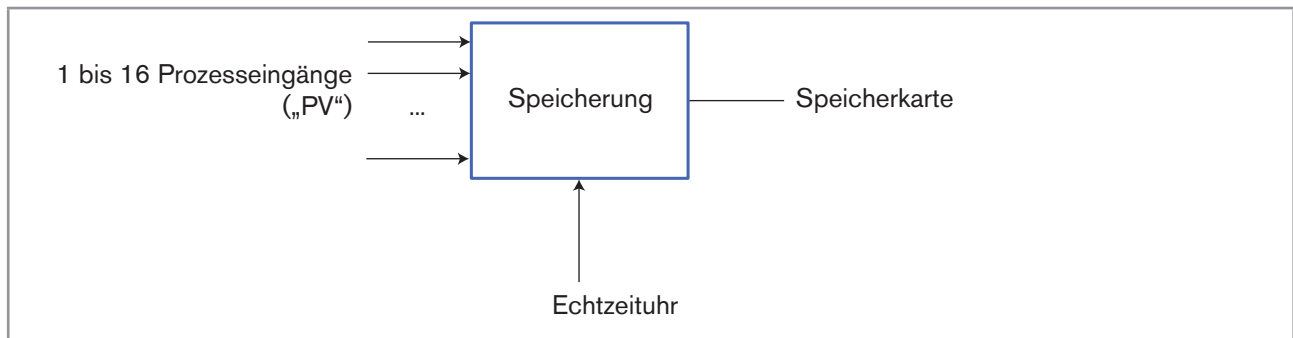 1 bis 16 Prozesseingänge
(„PV“)
...
Speicherung
Speicherkarte
Echtzeituhr